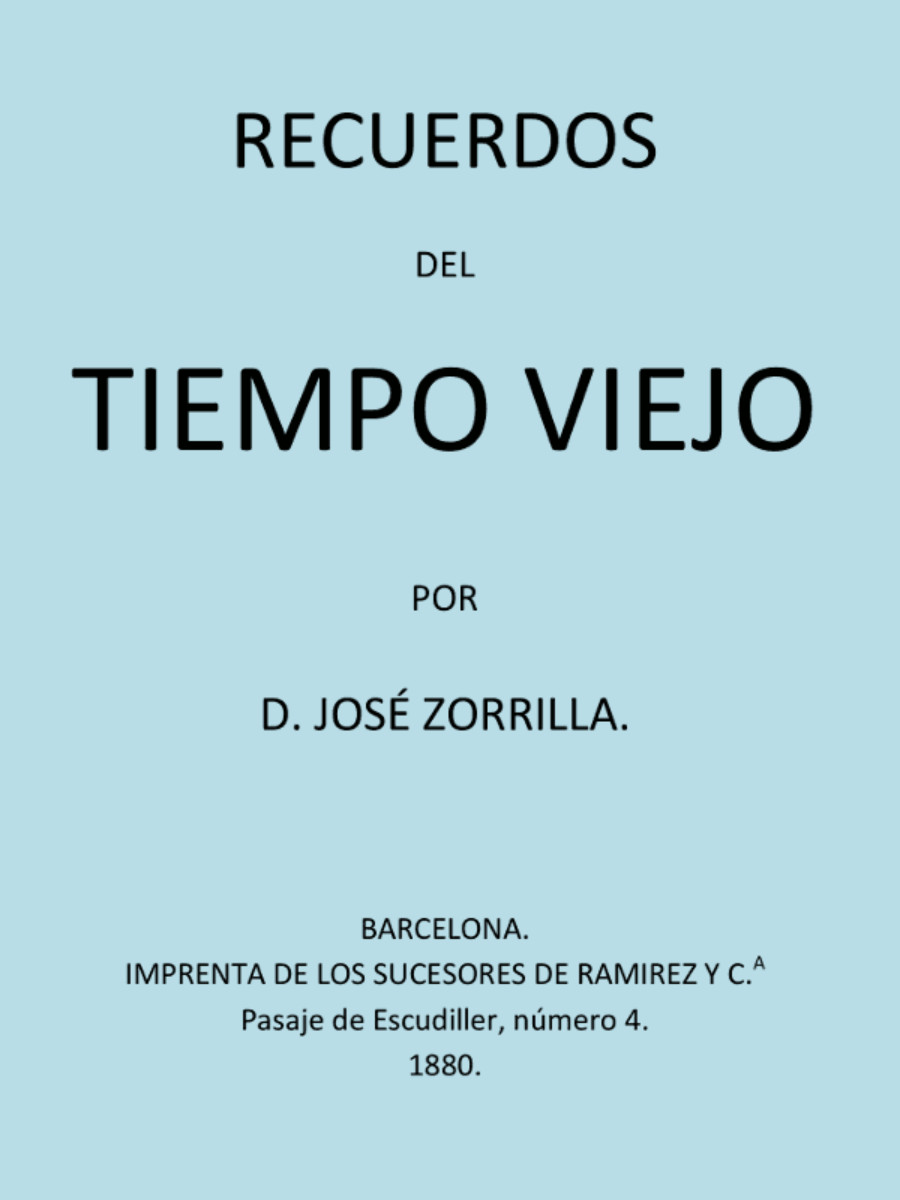 RECUERDOS
DEL
TIEMPO VIEJO
POR
D. JOSÉ ZORRILLA.
BARCELONA.
IMPRENTA DE LOS SUCESORES DE RAMIREZ Y C.ᴬ
Pasaje de Escudiller, número 4.
1880.